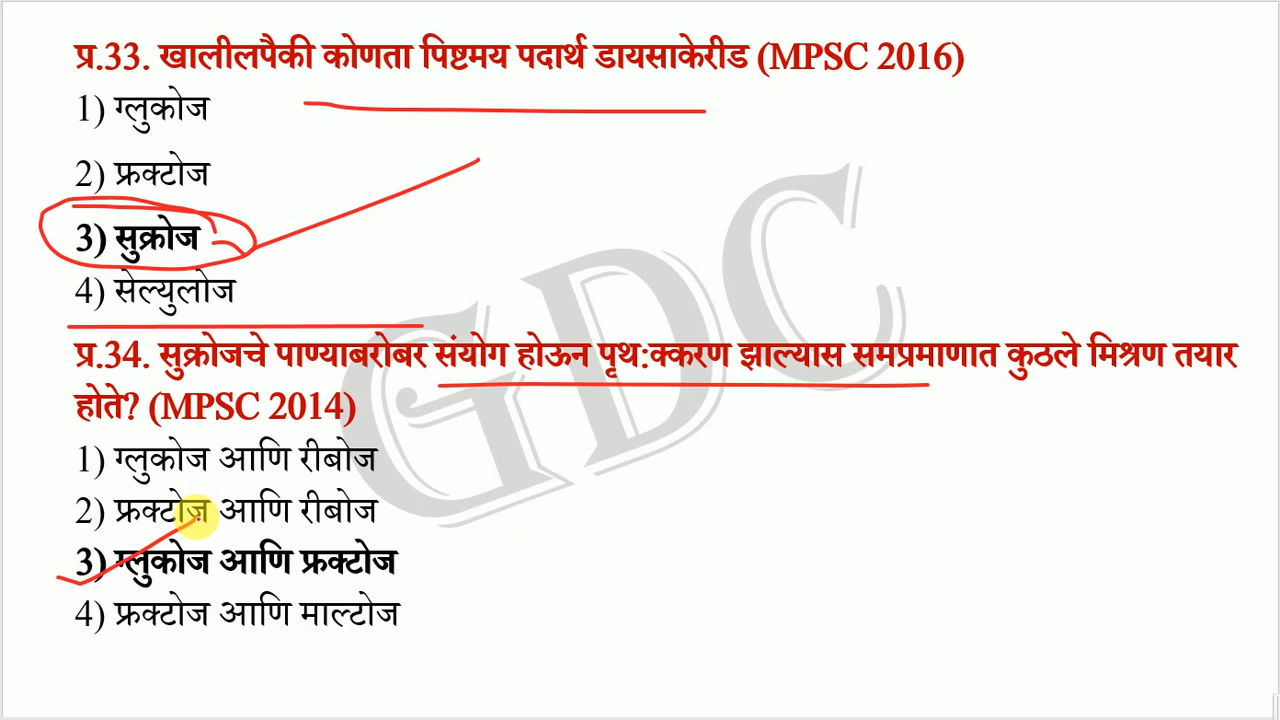 प्र.33. खालीलपैकी कोणता पिष्टमय पदार्थ डायसाकेरीड (MPSC 2016)
1) ग्लुकोज
2) फ्रक्टोज
3) सुक्रोज
4) सेल्युलोज
प्र.34. सुक्रोजचे पाण्याबरोबर संयोग होऊन पृथ:क्करण झाल्यास समप्रमाणात कुठले मिश्रण तयार
होते? (MPSC 2014)
1) ग्लुकोज आणि रीबोज
2) फ्रक्टोज आणि रीबोज
3) ग्लुकोज आणि फ्रक्टोज
4) फ्रक्टोज आणि माल्टोज
GDC